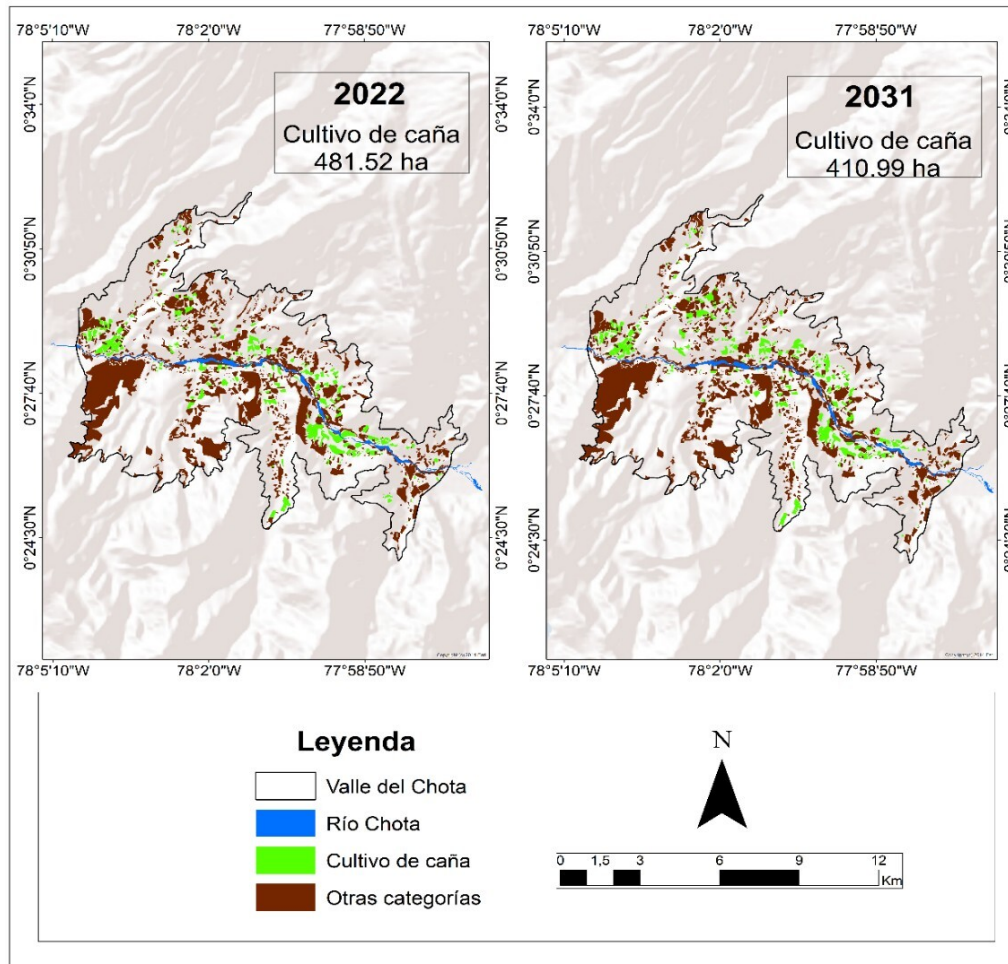 78°5'10"W 78°2'0"W 77°58'50"W
78°5'10"W 78°2'0"W 77°58'50"W
2022
Cultivo de caña
481.52 ha
2031
Cultivo de caña
410.99 ha
0°34'0"N
0°30'50"N
0°27'40"N
0°24'30"N
0°34'0"N
0°30'50"N
0°27'40"N
0°24'30"N
78°5'10"W 78°2'0"W 77°58'50"W
78°5'10"W 78°2'0"W 77°58'50"W
Leyenda
Valle del Chota
Río Chota
Cultivo de caña
Otras categorías
N
0 1,5 3 6 9 12
Km